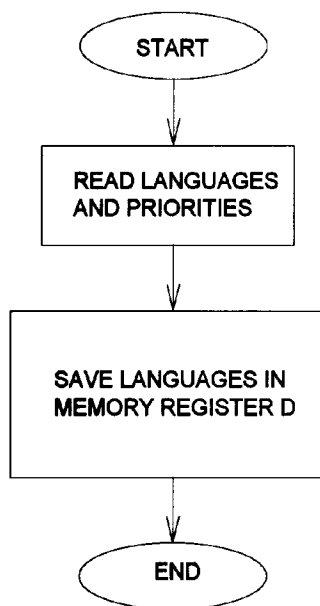 START
READ LANGUAGES
AND PRIORITIES
SAVE LANGUAGES IN
MEMORY REGISTER D
END